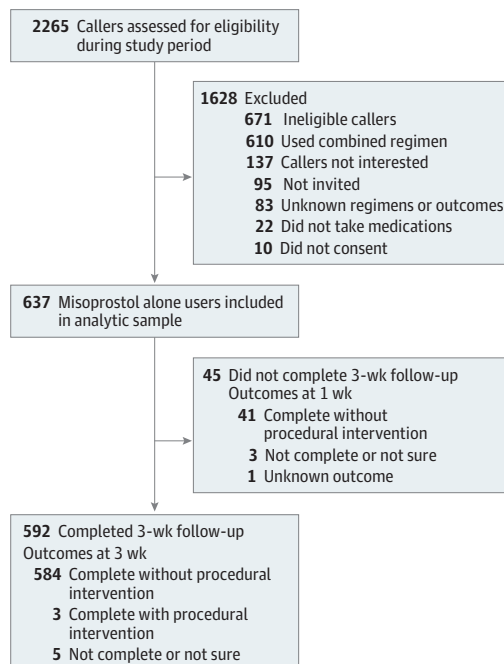 2265 Callers assessed for eligibility
during study period
1628 Excluded
671 Ineligible callers
610 Used combined regimen
137 Callers not interested
95 Not invited
83 Unknown regimens or outcomes
22 Did not take medications
10 Did not consent
637 Misoprostol alone users included
in analytic sample
45 Did not complete 3-wk follow-up
Outcomes at 1 wk
41 Complete without
procedural intervention
3 Not complete or not sure
1 Unknown outcome
592 Completed 3-wk follow-up
Outcomes at 3 wk
584 Complete without procedural
intervention
3 Complete with procedural
intervention
5 Not complete or not sure